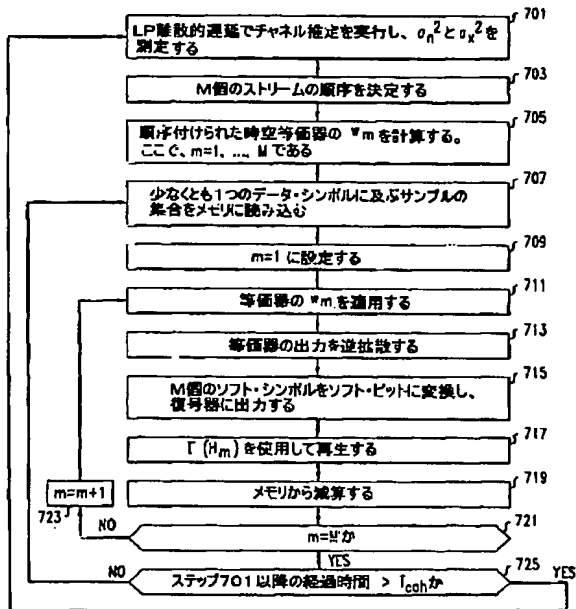 701
LP離散的遅延でチャネル推定を実行し、σn²とσx²を
測定する
703
M個のストリームの順序を決定する
705
順序付けられた時空等価器の wmを計算する。
ここで、m=1、...、M である
707
少なくとも1つのデータ・シンボルに及ぶサンプルの
集合をメモリに読み込む
709
m=1 に設定する
711
等価器の wm を適用する
713
等価器の出力を逆拡散する
715
M個のソフト・シンボルをソフト・ビットに変換し、
復号器に出力する
717
Γ(Hm)を使用して再生する
719
メモリから減算する
m=m+1
723
721
NO
m=Mか
YES
725
NO
ステップ701以降の経過時間 > Tcohか
YES